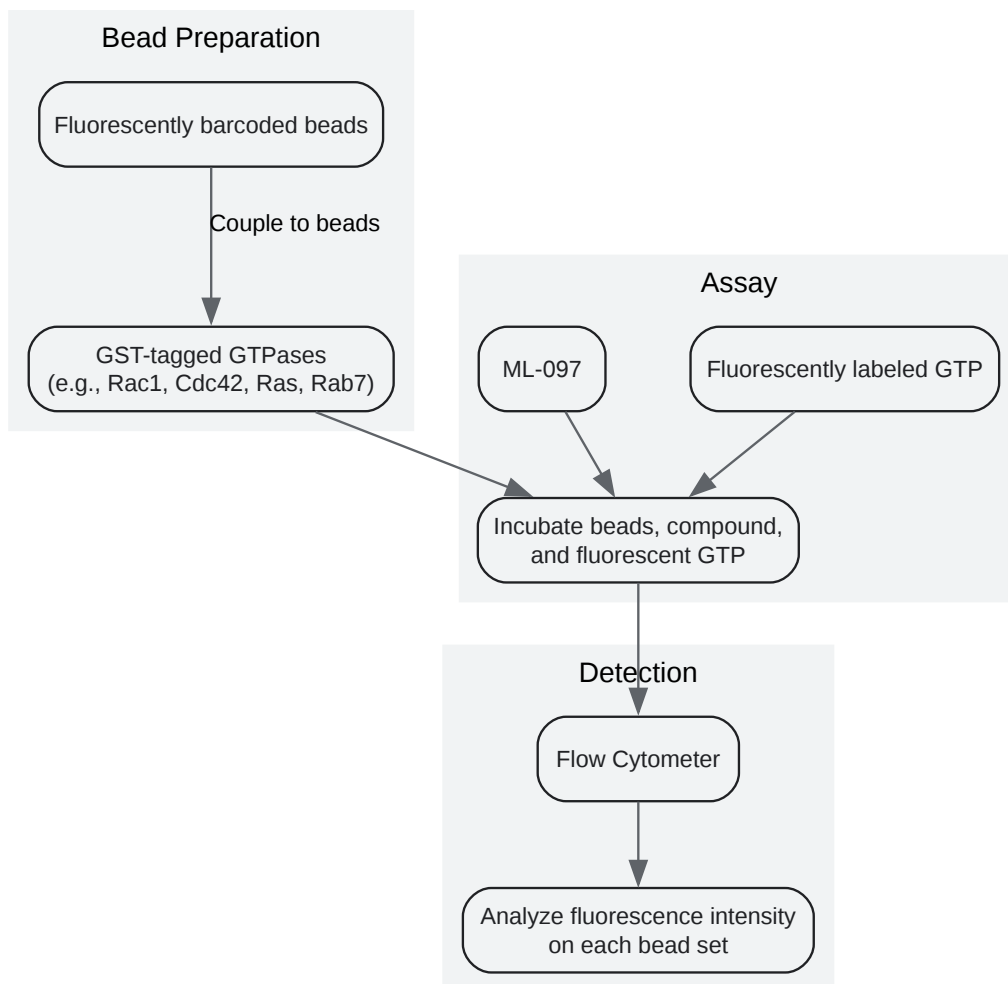 Bead Preparation
Fluorescently barcoded beads
Couple to beads
GST-tagged GTPases
(e.g., Rac1, Cdc42, Ras, Rab7)
Assay
ML-097
Fluorescently labeled GTP
Incubate beads, compound,
and fluorescent GTP
Detection
Flow Cytometer
Analyze fluorescence intensity
on each bead set